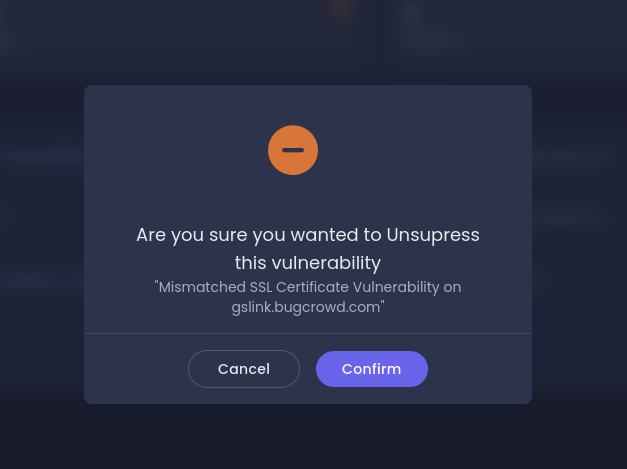 Are you sure you wanted to Unsupress
this vulnerability
"Mismatched SSL Certificate Vulnerability on
gslink.bugcrowd.com"
Cancel
Confirm